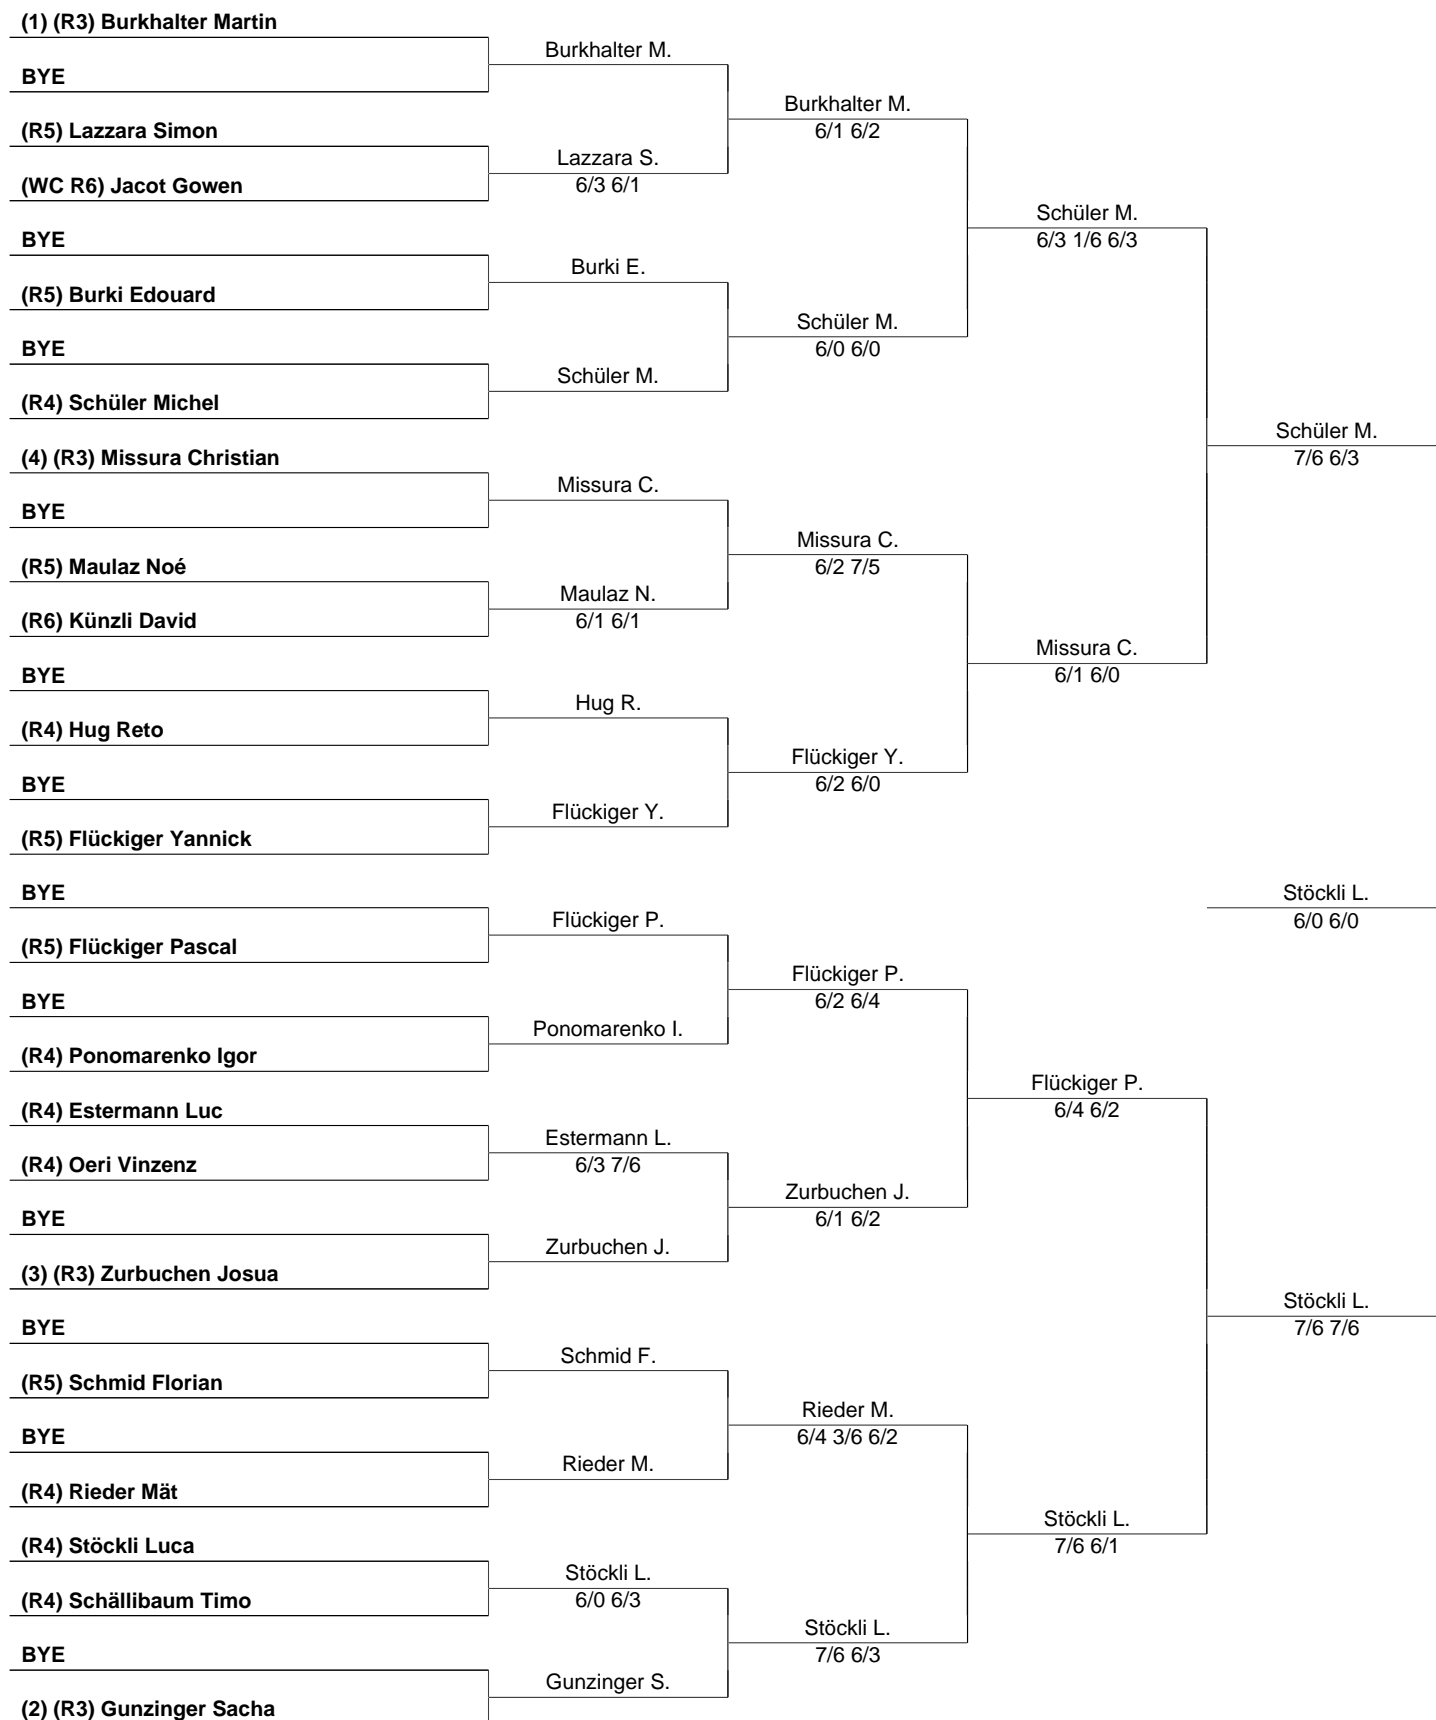 (1) (R3) Burkhalter Martin
BYE
(R5) Lazzara Simon
(WC R6) Jacot Gowen
BYE
(R5) Burki Edouard
BYE
(R4) Schüler Michel
(4) (R3) Missura Christian
BYE
(R5) Maulaz Noé
(R6) Künzli David
BYE
(R4) Hug Reto
BYE
(R5) Flückiger Yannick
BYE
(R5) Flückiger Pascal
BYE
(R4) Ponomarenko Igor
(R4) Estermann Luc
(R4) Oeri Vinzenz
BYE
(3) (R3) Zurbuchen Josua
BYE
(R5) Schmid Florian
BYE
(R4) Rieder Mät
(R4) Stöckli Luca
(R4) Schällibaum Timo
BYE
(2) (R3) Gunzinger Sacha
Burkhalter M.
Lazzara S.
6/3 6/1
Burki E.
Schüler M.
Missura C.
Maulaz N.
6/1 6/1
Hug R.
Flückiger Y.
Flückiger P.
Ponomarenko I.
Estermann L.
6/3 7/6
Zurbuchen J.
Schmid F.
Rieder M.
Stöckli L.
6/0 6/3
Gunzinger S.
Burkhalter M.
6/1 6/2
Schüler M.
6/0 6/0
Missura C.
6/2 7/5
Flückiger Y.
6/2 6/0
Flückiger P.
6/2 6/4
Zurbuchen J.
6/1 6/2
Rieder M.
6/4 3/6 6/2
Stöckli L.
7/6 6/3
Schüler M.
6/3 1/6 6/3
Missura C.
6/1 6/0
Flückiger P.
6/4 6/2
Stöckli L.
7/6 6/1
Schüler M.
7/6 6/3
Stöckli L.
6/0 6/0
Stöckli L.
7/6 7/6